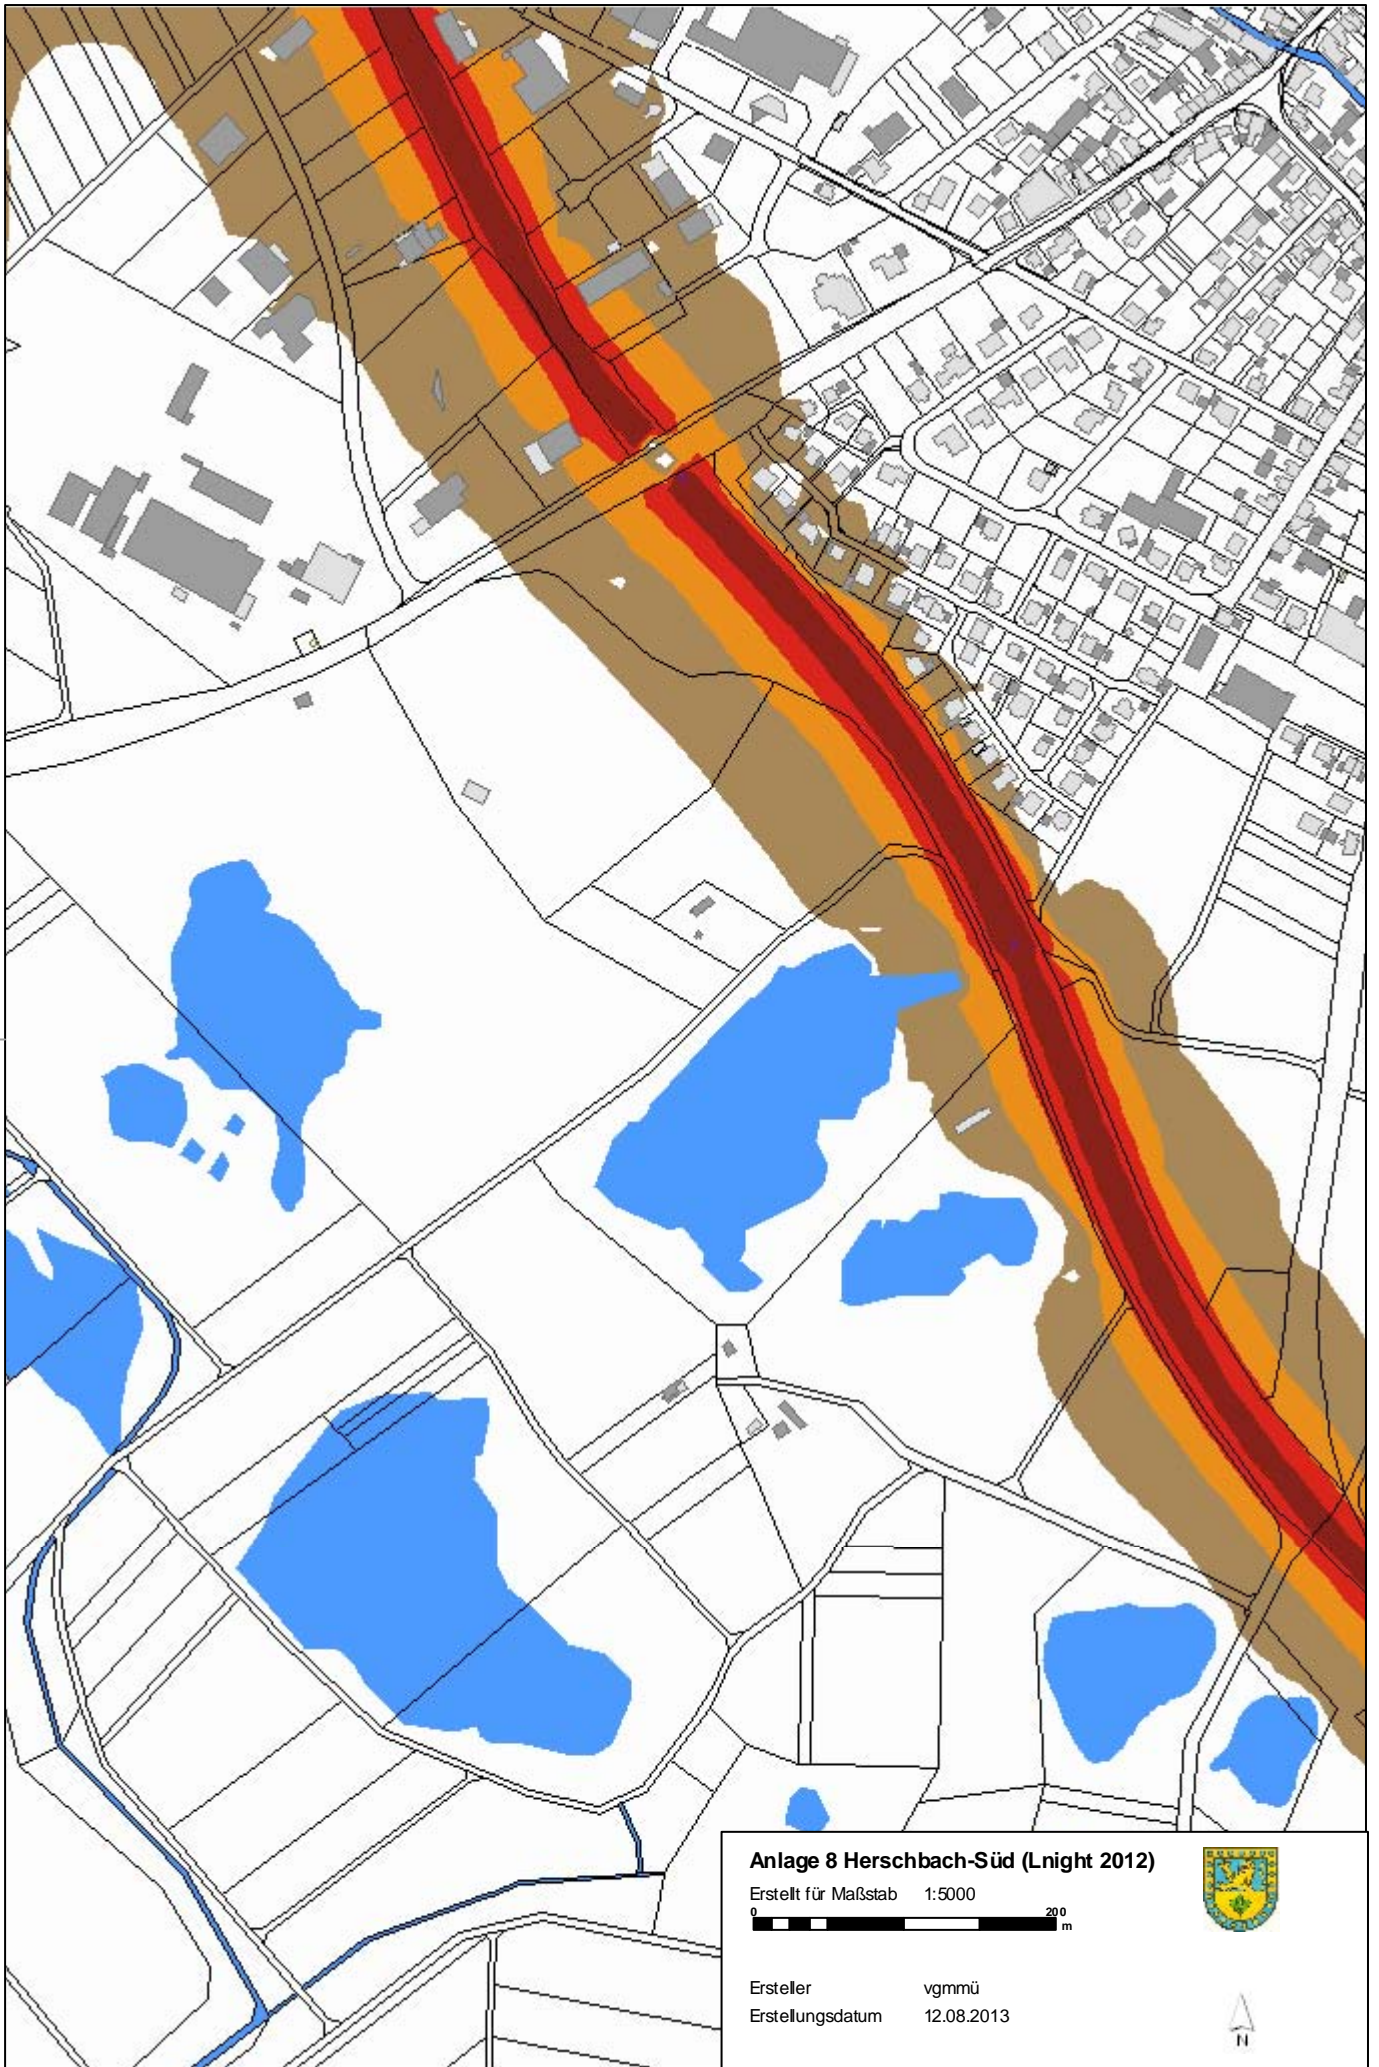 Anlage 8 Herschbach-Süd (Lnight 2012)
Erstellt für Maßstab 1:5000
0 200
m
Ersteller vgmmü
Erstellungsdatum 12.08.2013
N